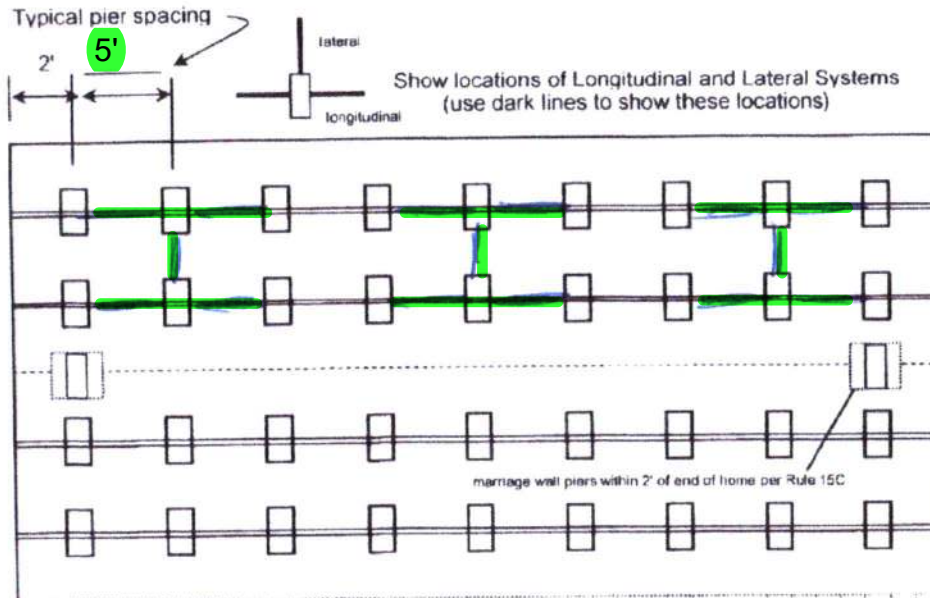 Typical pier spacing
2'
5'
lateral
longitudinal
Show locations of Longitudinal and Lateral Systems
(use dark lines to show these locations)
marriage wall piers within 2' of end of home per Rule 15C